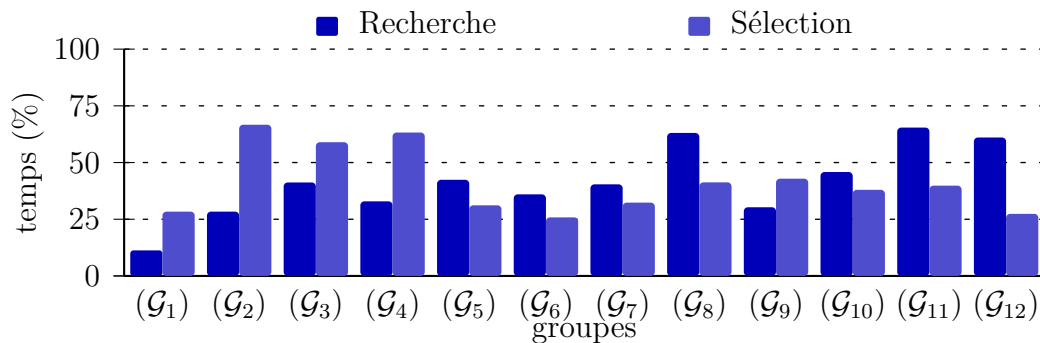 Recherche Sélection
100
75
50
25
0
temps (%)
(𝒢₁) (𝒢₂) (𝒢₃) (𝒢₄) (𝒢₅) (𝒢₆) (𝒢₇) (𝒢₈) (𝒢₉) (𝒢₁₀) (𝒢₁₁) (𝒢₁₂)
groupes